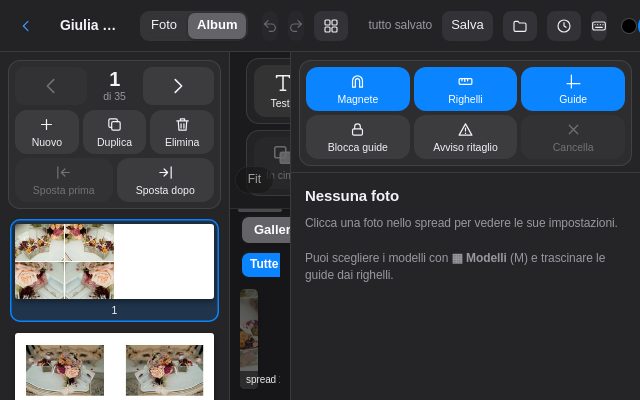 Giulia ...
Foto
Album
tutto salvato
Salva
1
di 35
Nuovo
Duplica
Elimina
Sposta prima
Sposta dopo
1
Fit
Tutte
spread
Magnete
Righelli
Guide
Blocca guide
Avviso ritaglio
Cancella
Nessuna foto
Clicca una foto nello spread per vedere le sue impostazioni.
Puoi scegliere i modelli con ▦ Modelli (M) e trascinare le
guide dai righelli.